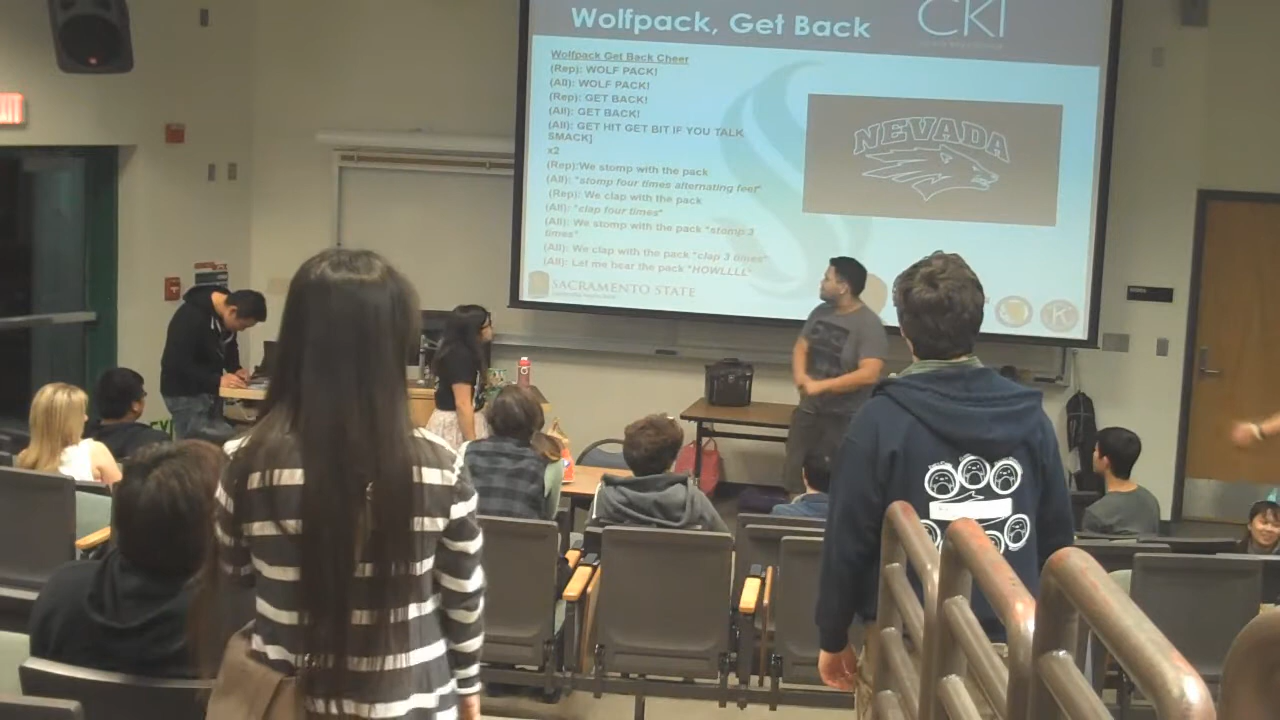 Wolfpack, Get Back
CKI
Wolfpack Get Back Cheer
(Rep): WOLF PACK!
(All): WOLF PACK!
(Rep): GET BACK!
(All): GET BACK!
(All): GET HIT GET BIT IF YOU TALK
SMACK]
x2
(Rep):We stomp with the pack
(All): *stomp four times alternating feet*
(Rep): We clap with the pack
(All): *clap four times*
(All): We stomp with the pack *stomp 3
times*
(All): We clap with the pack *clap 3 times*
(All): Let me hear the pack *HOWLLLL*
NEVADA
SACRAMENTO STATE
K